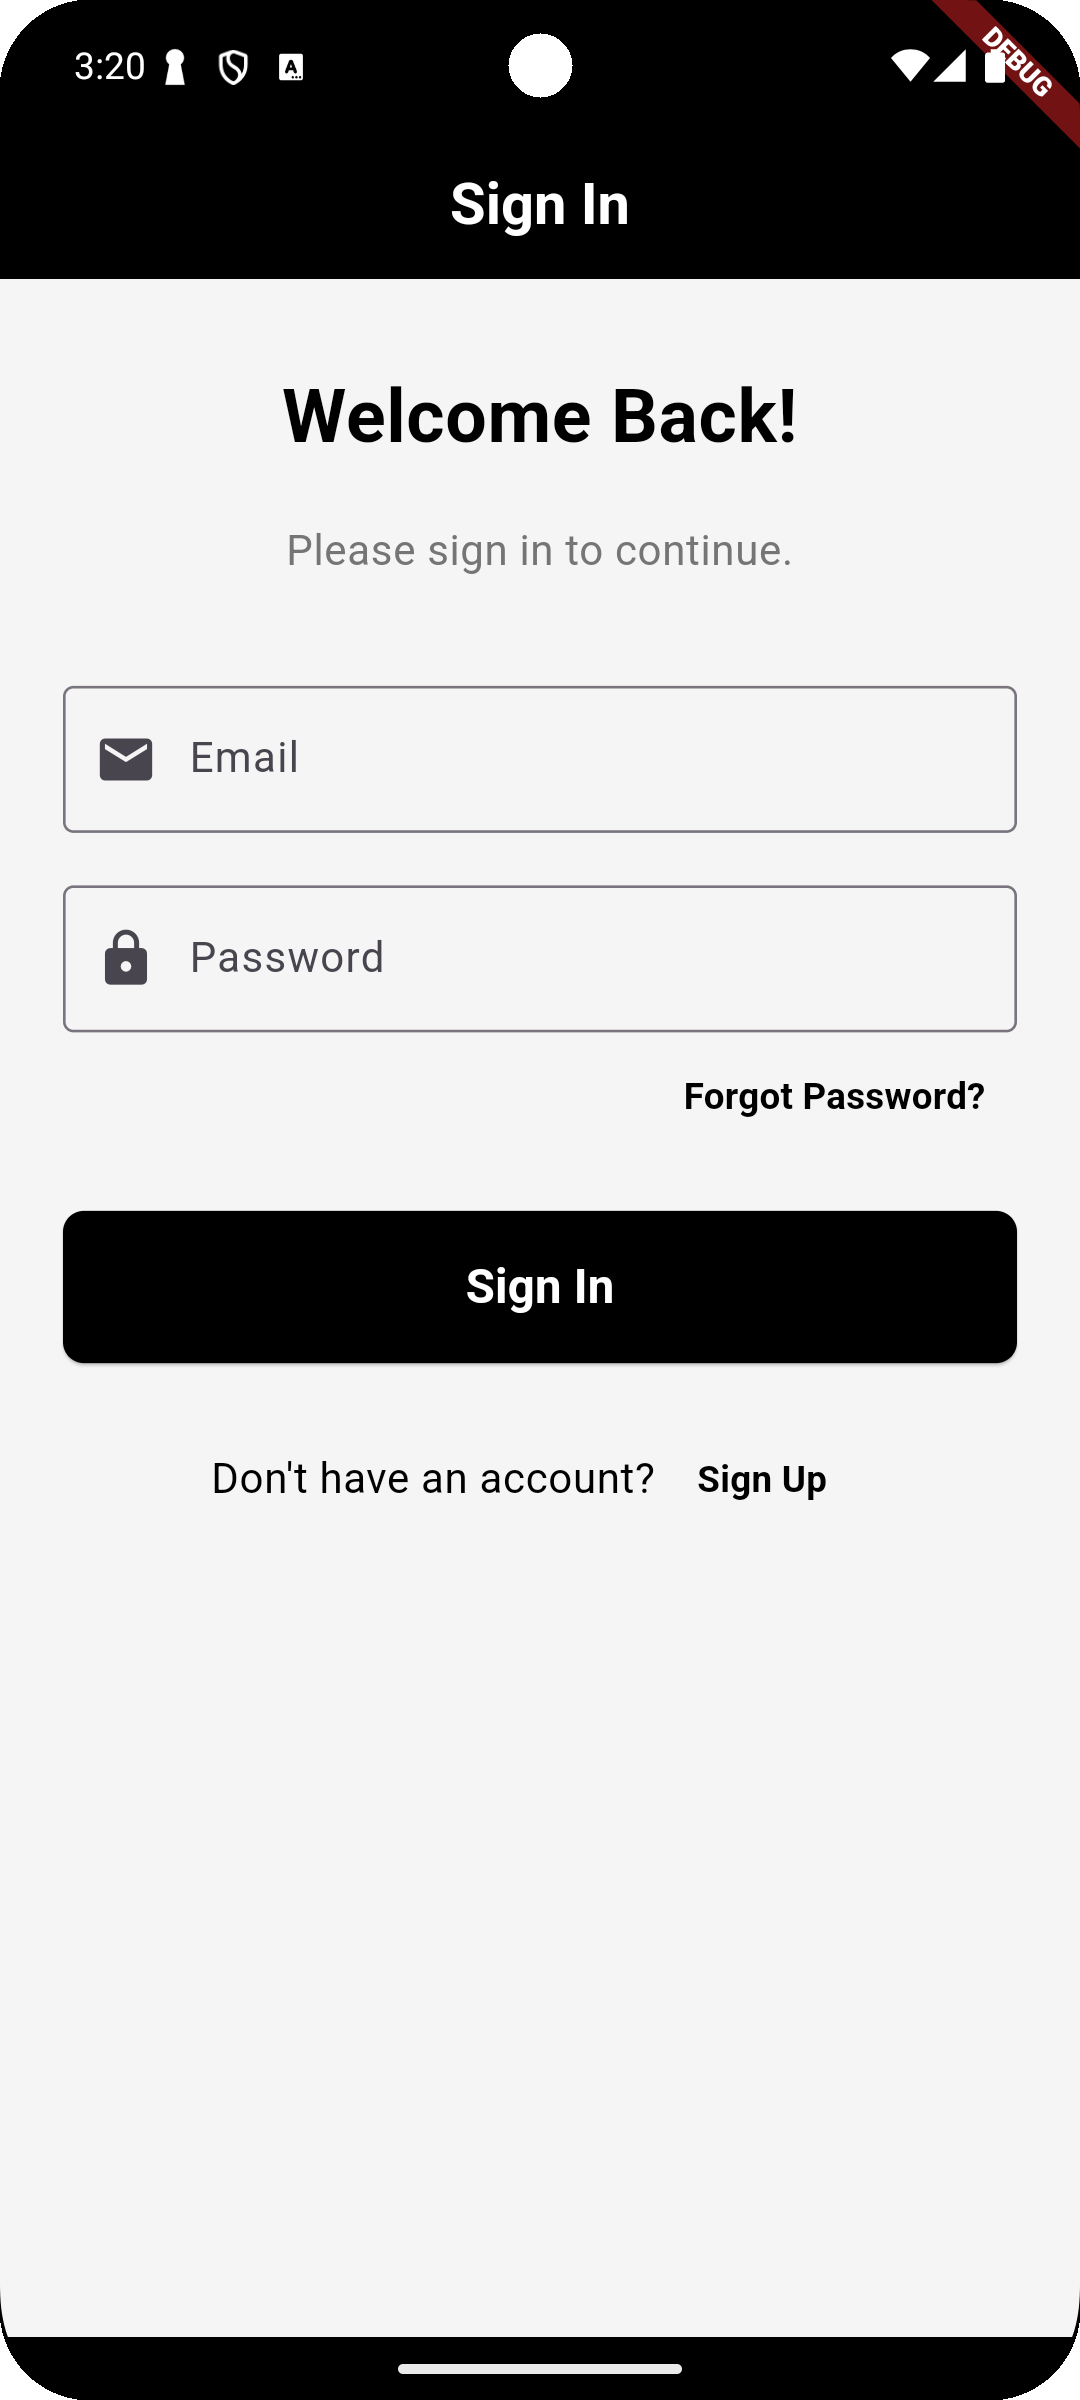 3:20
DEBUG
Sign In
Welcome Back!
Please sign in to continue.
Email
Password
Forgot Password?
Sign In
Don't have an account? Sign Up